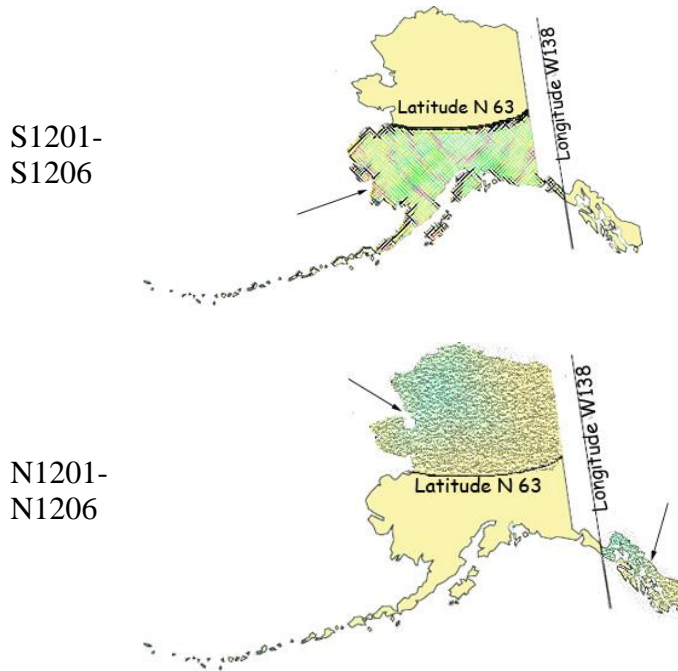 Latitude N 63
Longitude W138
S1201-
S1206
Latitude N 63
Longitude W138
N1201-
N1206